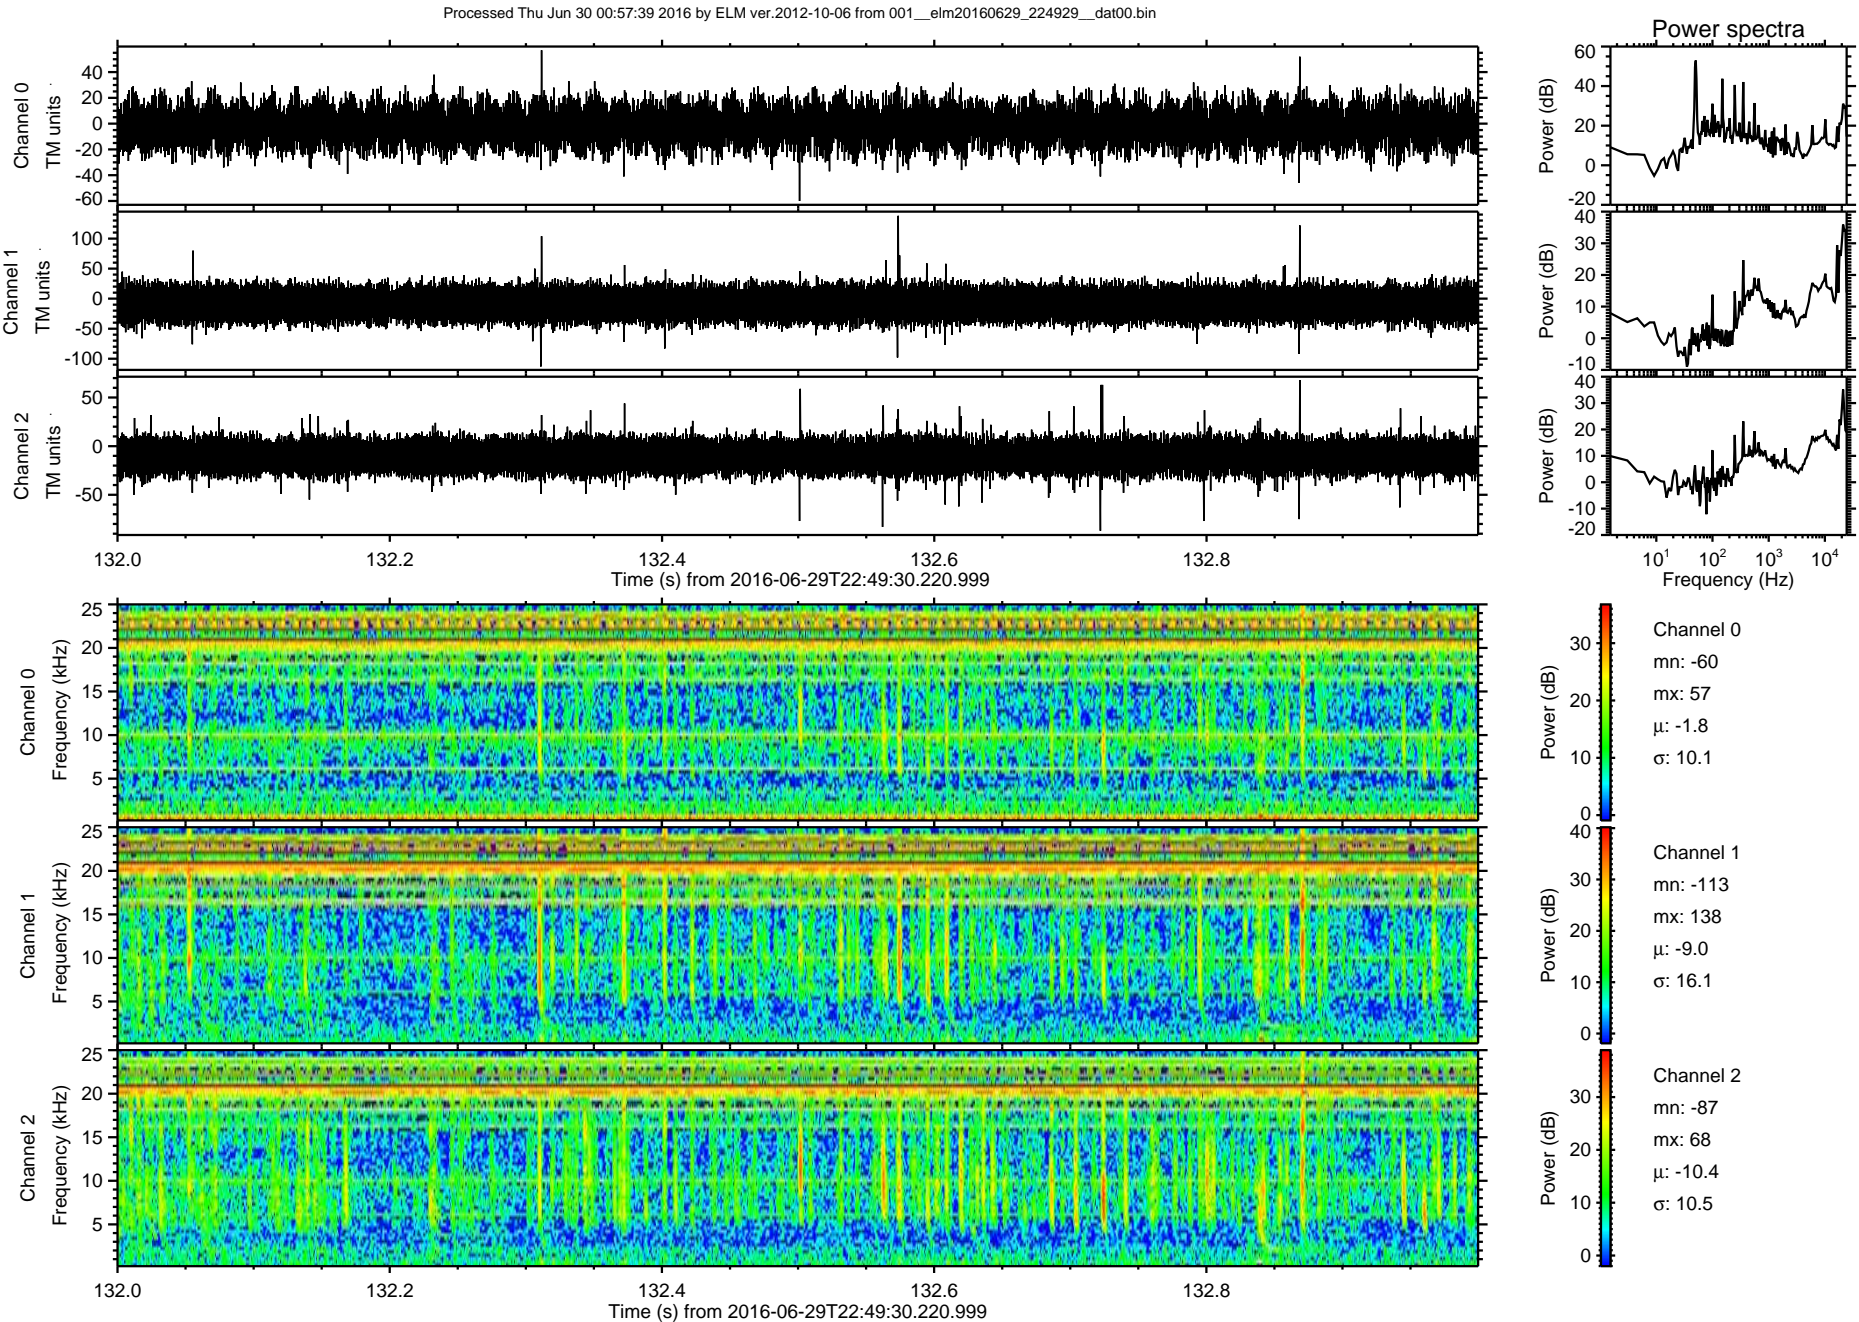 Processed Thu Jun 30 00:57:39 2016 by ELM ver.2012-10-06 from 001__elm20160629_224929__dat00.bin
Power spectra
Channel 0
TM units
40
20
0
-20
-40
-60
Power (dB)
60
40
20
0
-20
Channel 1
TM units
100
50
0
-50
-100
Power (dB)
40
30
20
10
0
-10
Channel 2
TM units
50
0
-50
Power (dB)
40
30
20
10
0
-10
-20
132.0 132.2 132.4 132.6 132.8
Time (s) from 2016-06-29T22:49:30.220.999
10^1 10^2 10^3 10^4
Frequency (Hz)
Channel 0
Frequency (kHz)
25
20
15
10
5
Power (dB)
30
20
10
0
Channel 0
mn: -60
mx: 57
μ: -1.8
σ: 10.1
Channel 1
Frequency (kHz)
25
20
15
10
5
Power (dB)
40
30
20
10
0
Channel 1
mn: -113
mx: 138
μ: -9.0
σ: 16.1
Channel 2
Frequency (kHz)
25
20
15
10
5
Power (dB)
30
20
10
0
Channel 2
mn: -87
mx: 68
μ: -10.4
σ: 10.5
132.0 132.2 132.4 132.6 132.8
Time (s) from 2016-06-29T22:49:30.220.999